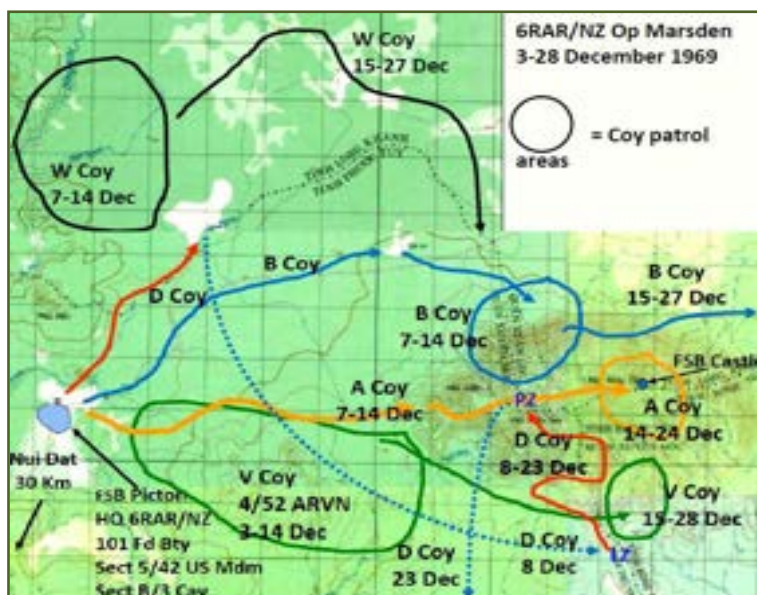 6RAR/NZ Op Marsden
3-28 December 1969
= Coy patrol
areas
W Coy
15-27 Dec
W Coy
7-14 Dec
D Coy
B Coy
B Coy
7-14 Dec
B Coy
15-27 Dec
FSB Castle
A Coy
7-14 Dec
PZ
A Coy
14-24 Dec
D Coy
8-23 Dec
Nui Dat
30 Km
V Coy
4/52 ARVN
3-14 Dec
V Coy
15-28 Dec
FSB Picton
HQ 6RAR/NZ
101 Fd Bty
Sect 5/42 US Mdm
Sect B/3 Cav
D Coy
23 Dec
D Coy
8 Dec
LZ